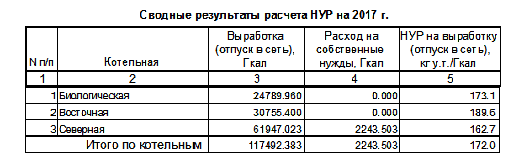 Сводные результаты расчета НУР на 2017 г.
N п/п Котельная Выработка (отпуск в сеть), Гкал Расход на собственные нужды, Гкал НУР на выработку (отпуск в сеть), кг у.т./Гкал
1 2 3 4 5
1 Биологическая 24789.960 0.000 173.1
2 Восточная 30755.400 0.000 189.6
3 Северная 61947.023 2243.503 162.7
Итого по котельным 117492.383 2243.503 172.0